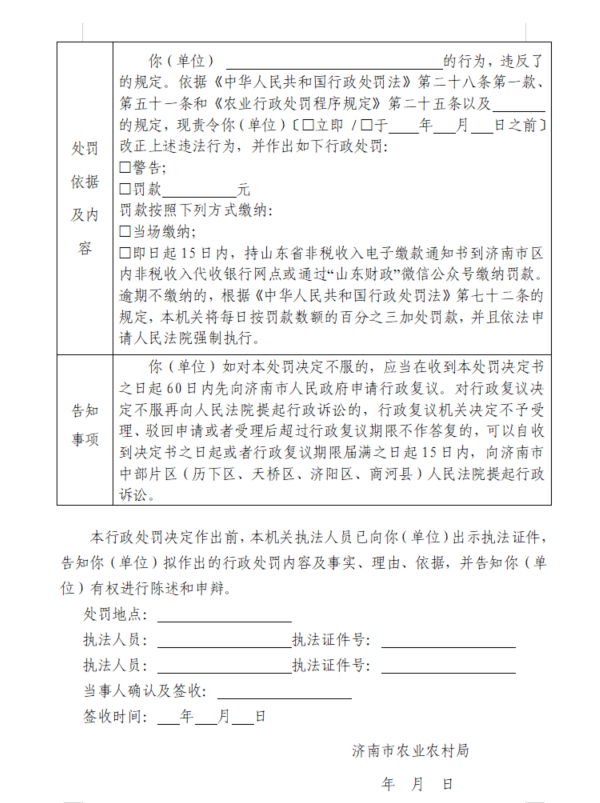 处罚
依据
及内
容
你（单位）____的行为，违反了
的规定。依据《中华人民共和国行政处罚法》第二十八条第一款、
第五十一条和《农业行政处罚程序规定》第二十五条以及____
的规定，现责令你（单位）〔□立即 / □于____年___月___日之前〕
改正上述违法行为，并作出如下行政处罚：
□警告；
□罚款____元
罚款按照下列方式缴纳：
□当场缴纳；
□即日起 15 日内，持山东省非税收入电子缴款通知书到济南市区
内非税收入代收银行网点或通过“山东财政”微信公众号缴纳罚款。
逾期不缴纳的，根据《中华人民共和国行政处罚法》第七十二条的
规定，本机关将每日按罚款数额的百分之三加处罚款，并且依法申
请人民法院强制执行。
告知
事项
你（单位）如对本处罚决定不服的，应当在收到本处罚决定书
之日起 60 日内先向济南市人民政府申请行政复议。对行政复议决
定不服再向人民法院提起行政诉讼的，行政复议机关决定不予受
理、驳回申请或者受理后超过行政复议期限不作答复的，可以自收
到决定书之日起或者行政复议期限届满之日起 15 日内，向济南市
中部片区（历下区、天桥区、济阳区、商河县）人民法院提起行政
诉讼。
本行政处罚决定作出前，本机关执法人员已向你（单位）出示执法证件，
告知你（单位）拟作出的行政处罚内容及事实、理由、依据，并告知你（单
位）有权进行陈述和申辩。
处罚地点：____
执法人员：____执法证件号：____
执法人员：____执法证件号：____
当事人确认及签收：____
签收时间：___年___月___日
济南市农业农村局
年 月 日